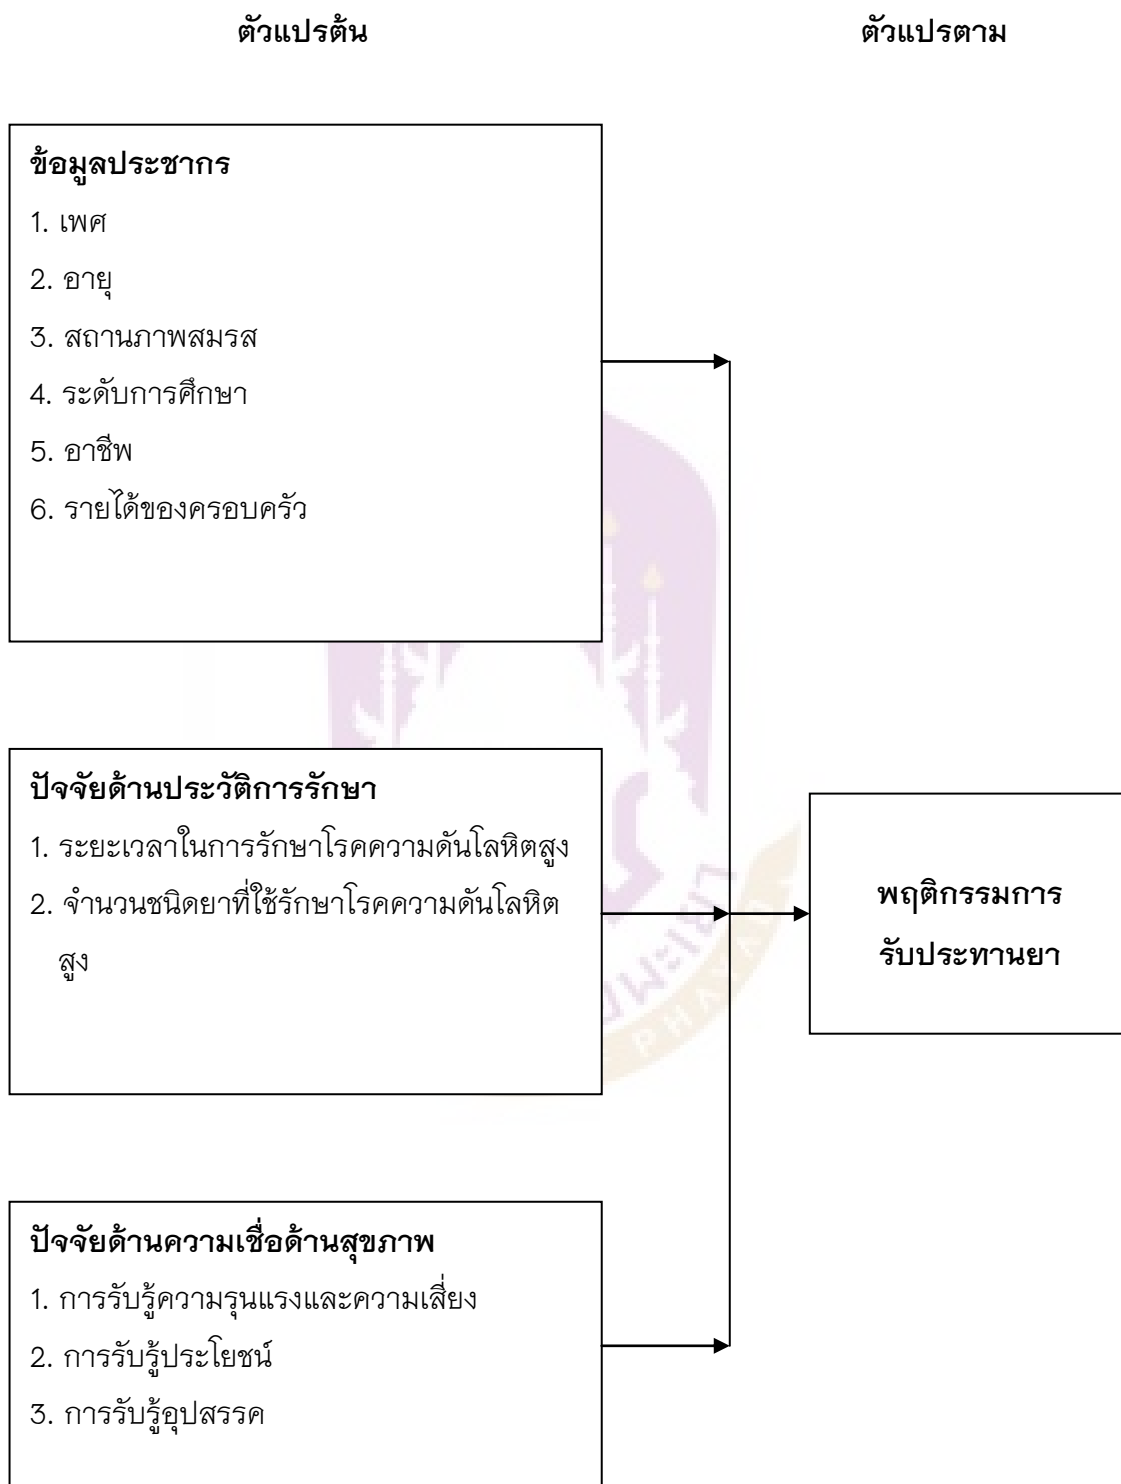 ตัวแปรต้น
ตัวแปรตาม
ข้อมูลประชากร
1. เพศ
2. อายุ
3. สถานภาพสมรส
4. ระดับการศึกษา
5. อาชีพ
6. รายได้ของครอบครัว
ปัจจัยด้านประวัติการรักษา
1. ระยะเวลาในการรักษาโรคความดันโลหิตสูง
2. จำนวนชนิดยาที่ใช้รักษาโรคความดันโลหิต
สูง
พฤติกรรมการ
รับประทานยา
ปัจจัยด้านความเชื่อด้านสุขภาพ
1. การรับรู้ความรุนแรงและความเสี่ยง
2. การรับรู้ประโยชน์
3. การรับรู้อุปสรรค